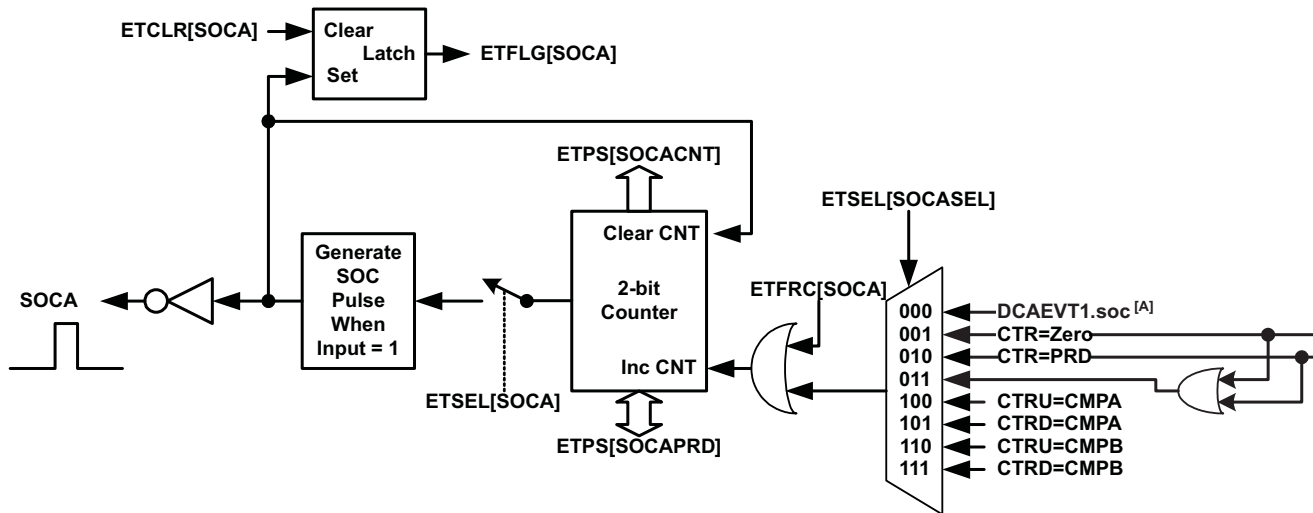 ETCLR[SOCA]
Clear
Latch
Set
ETFLG[SOCA]
ETPS[SOCACNT]
ETSEL[SOCASEL]
Clear CNT
2-bit
Counter
Inc CNT
Generate
SOC
Pulse
When
Input = 1
SOCA
ETSEL[SOCA]
ETPS[SOCAPRD]
ETFRC[SOCA]
000 DCAEVT1.soc [A]
001 CTR=Zero
010 CTR=PRD
011
100 CTRU=CMPA
101 CTRD=CMPA
110 CTRU=CMPB
111 CTRD=CMPB